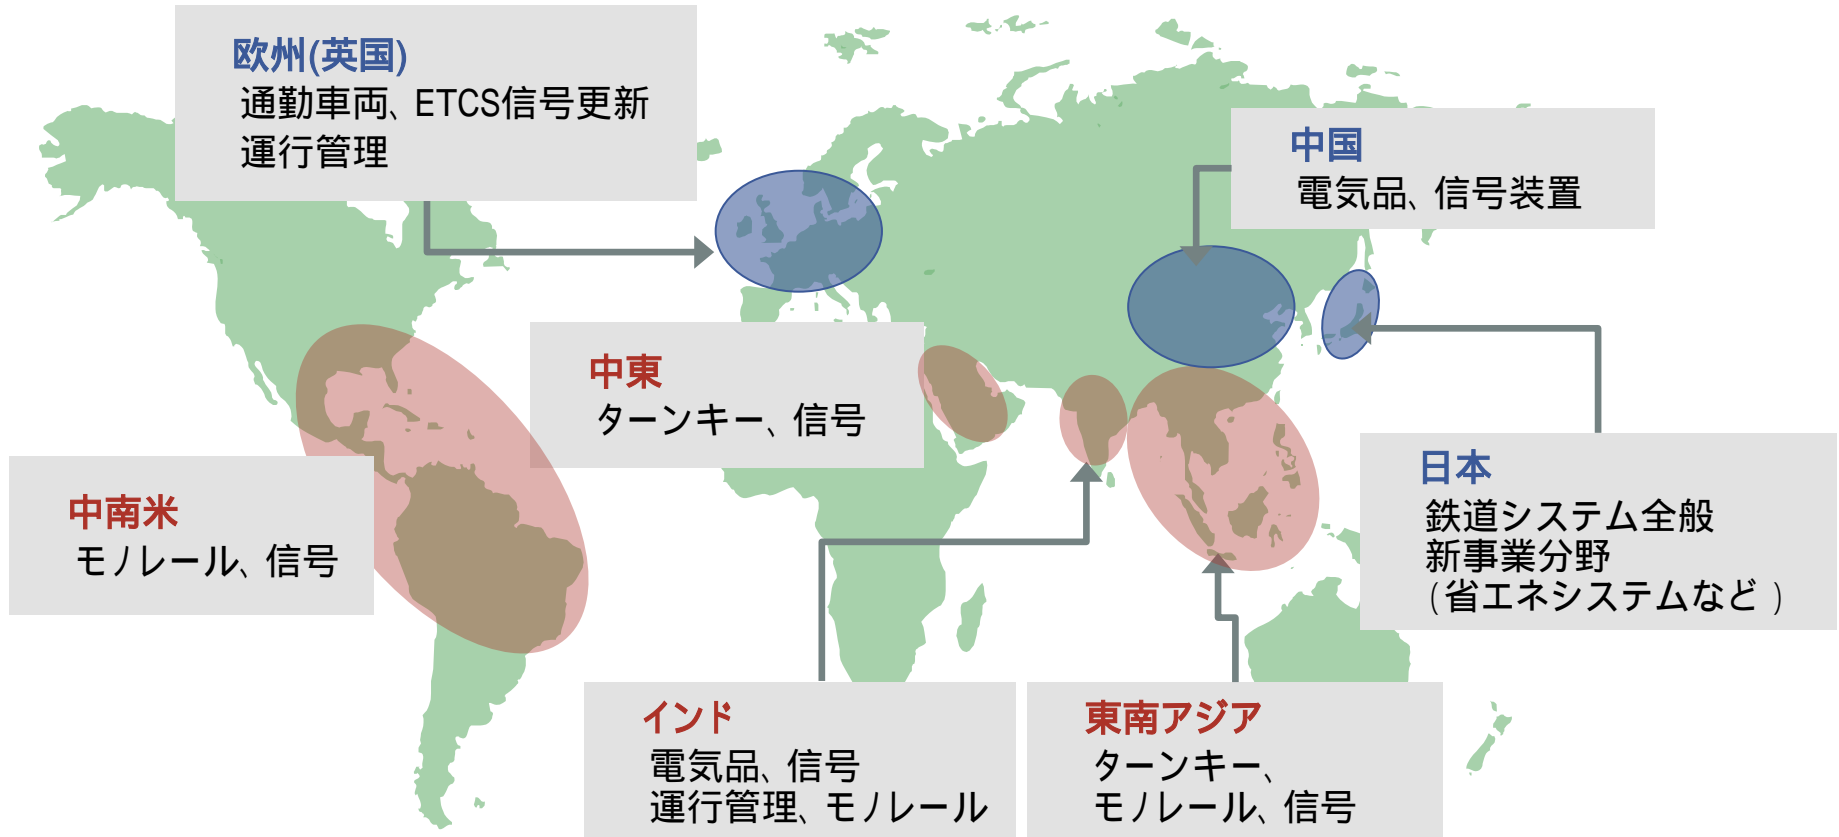 欧州(英国)
通勤車両、ETCS信号更新
運行管理
中国
電気品、信号装置
中東
ターンキー、信号
中南米
モノレール、信号
日本
鉄道システム全般
新事業分野
(省エネシステムなど)
インド
電気品、信号
運行管理、モノレール
東南アジア
ターンキー、
モノレール、信号